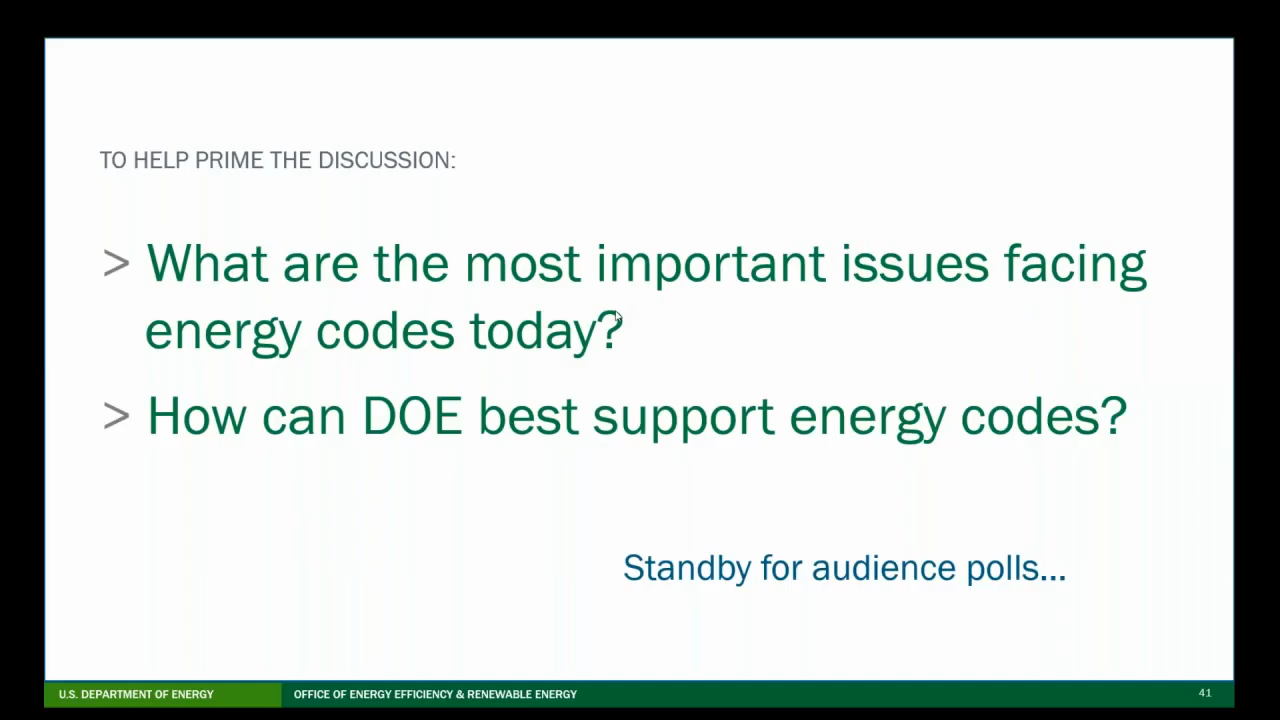 TO HELP PRIME THE DISCUSSION:
> What are the most important issues facing
energy codes today?
> How can DOE best support energy codes?
Standby for audience polls...
U.S. DEPARTMENT OF ENERGY OFFICE OF ENERGY EFFICIENCY & RENEWABLE ENERGY 41